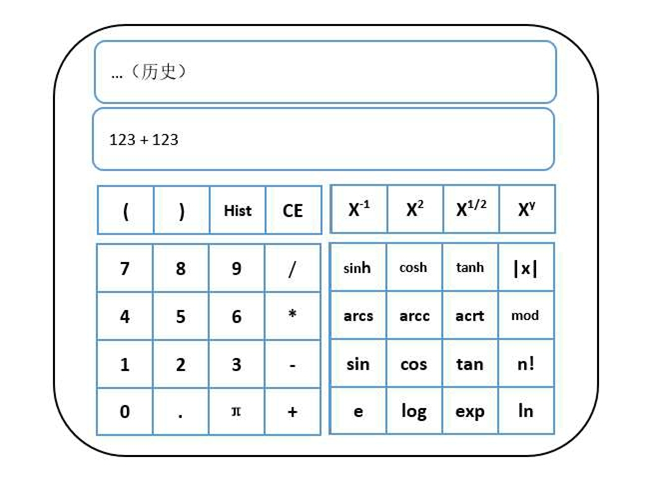 ...（历史）
123 + 123
( ) Hist CE X⁻¹ X² X¹/² Xʸ
7 8 9 / sinh cosh tanh |x|
4 5 6 * arcs arcc acrt mod
1 2 3 - sin cos tan n!
0 . π + e log exp ln